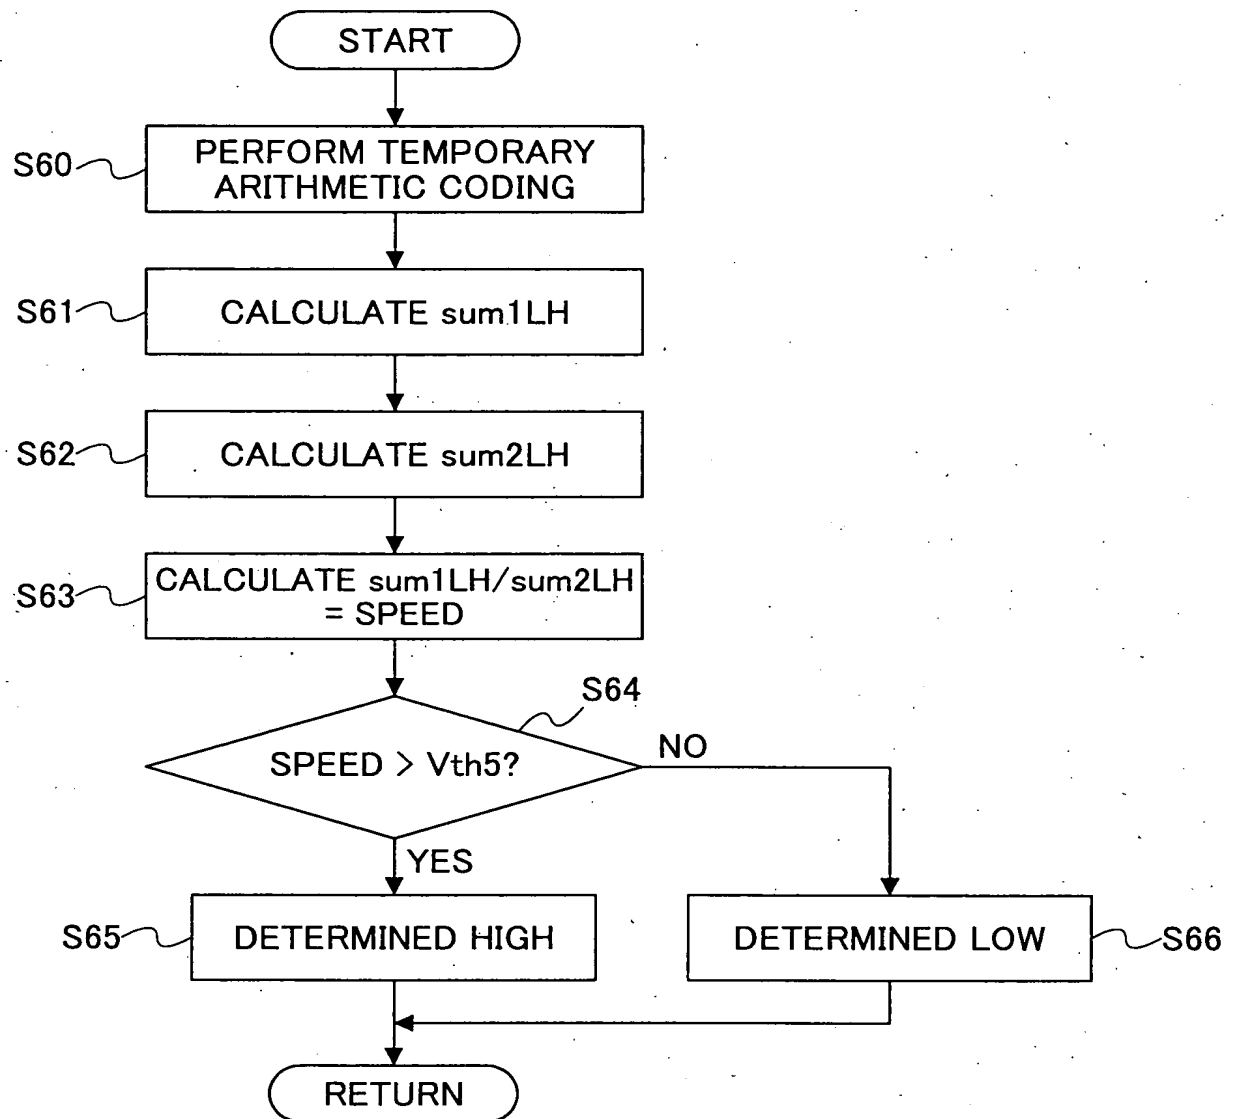 START
S60
PERFORM TEMPORARY
ARITHMETIC CODING
S61
CALCULATE sum1LH
S62
CALCULATE sum2LH
S63
CALCULATE sum1LH/sum2LH
= SPEED
S64
SPEED > Vth5?
NO
YES
S65
DETERMINED HIGH
DETERMINED LOW
S66
RETURN